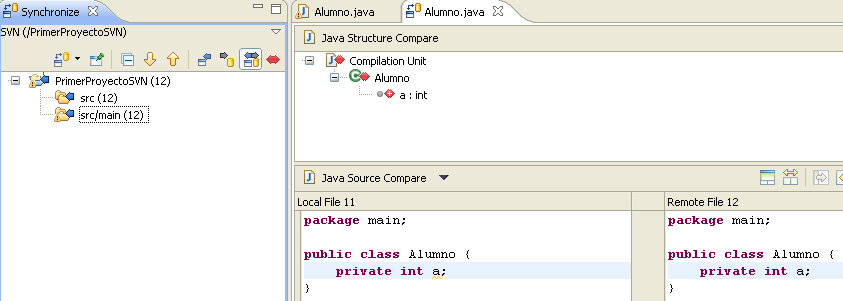 Synchronize
SVN (/PrimerProyectoSVN)
PrimerProyectoSVN (12)
src (12)
src/main (12)
Alumno.java
Alumno.java
Java Structure Compare
Compilation Unit
Alumno
a : int
Java Source Compare
Local File 11
package main;
public class Alumno {
private int a;
}
Remote File 12
package main;
public class Alumno {
private int a;
}